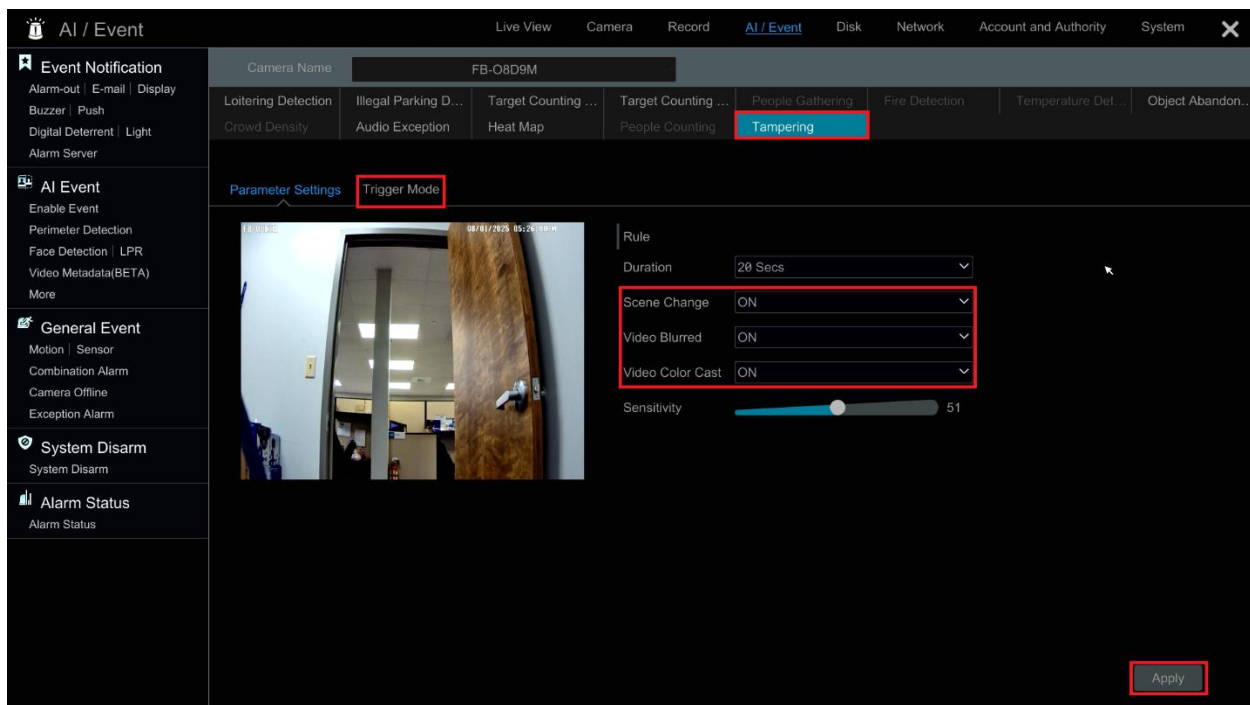 AI / Event
Live View Camera Record AI / Event Disk Network Account and Authority System
Event Notification
Alarm-out | E-mail | Display
Buzzer | Push
Digital Deterrent | Light
Alarm Server
AI Event
Enable Event
Perimeter Detection
Face Detection | LPR
Video Metadata(BETA)
More
General Event
Motion | Sensor
Combination Alarm
Camera Offline
Exception Alarm
System Disarm
System Disarm
Alarm Status
Alarm Status
Camera Name FB-O8D9M
Loitering Detection Illegal Parking D... Target Counting ... Target Counting ... People Gathering Fire Detection Temperature Det... Object Abandon...
Crowd Density Audio Exception Heat Map People Counting Tampering
Parameter Settings Trigger Mode
08/01/2025
Rule
Duration 20 Secs
Scene Change ON
Video Blurred ON
Video Color Cast ON
Sensitivity 51
Apply